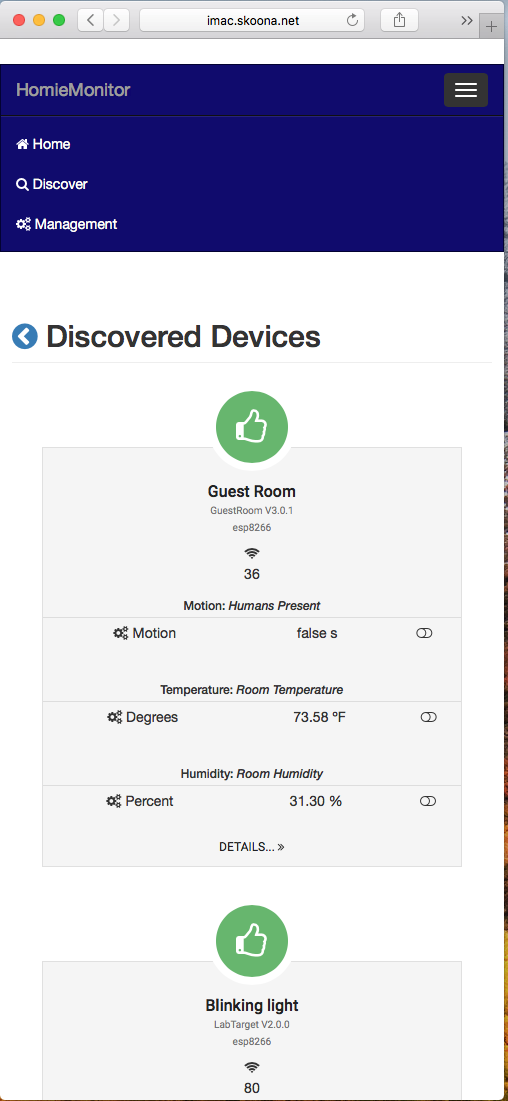 imac.skoona.net
HomieMonitor
Home
Discover
Management
Discovered Devices
Guest Room
GuestRoom V3.0.1
esp8266
36
Motion: Humans Present
Motion false s
Temperature: Room Temperature
Degrees 73.58 °F
Humidity: Room Humidity
Percent 31.30 %
DETAILS... »
Blinking light
LabTarget V2.0.0
esp8266
80